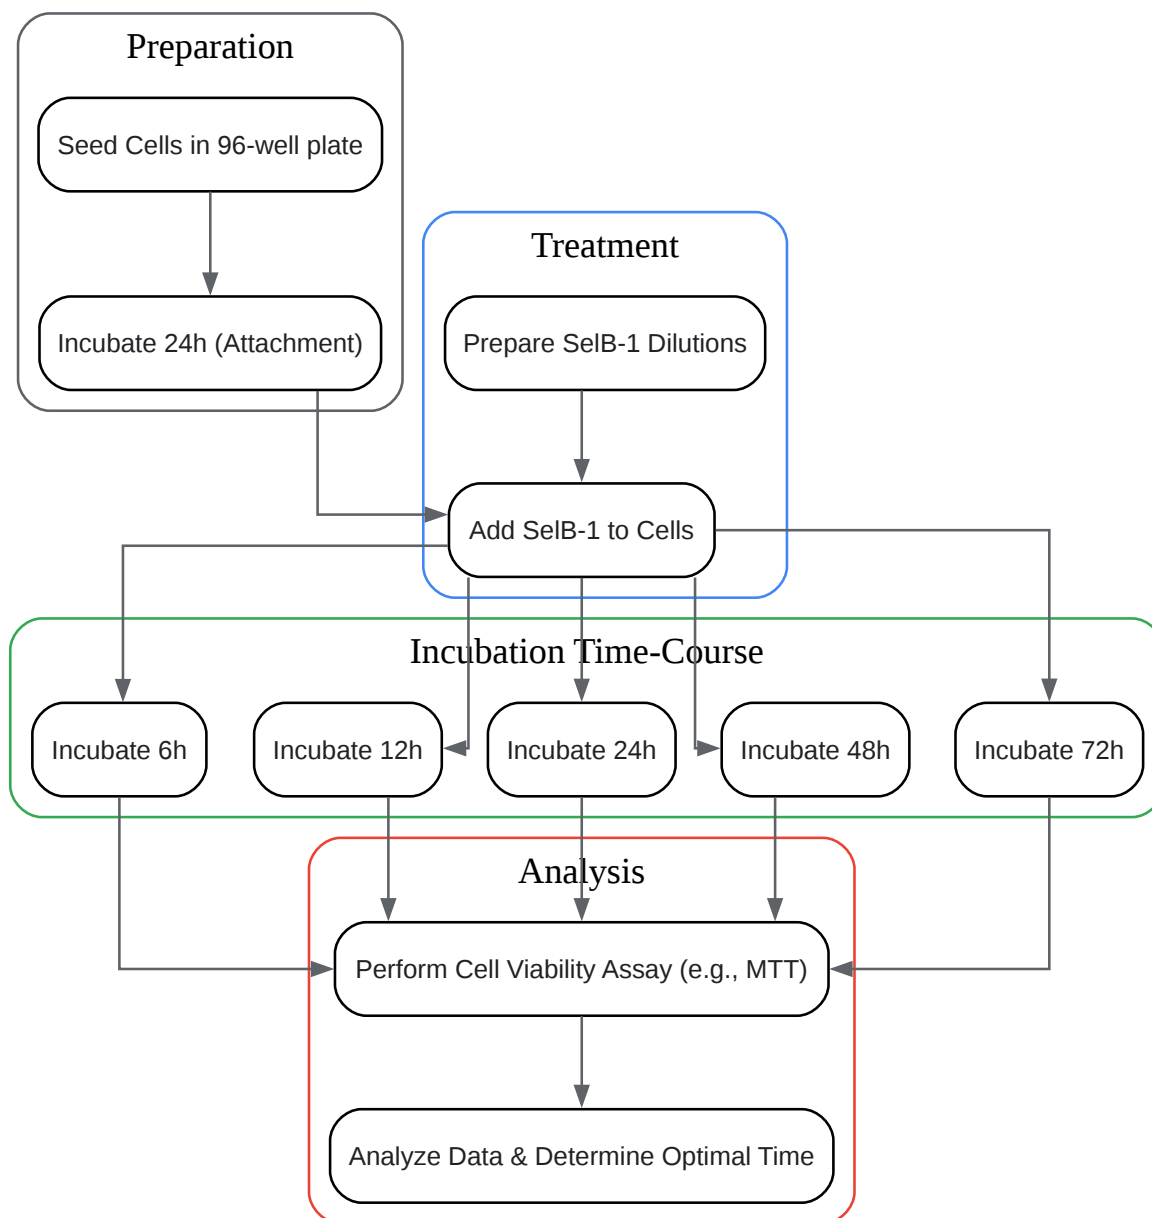 Preparation
Seed Cells in 96-well plate
Incubate 24h (Attachment)
Treatment
Prepare SelB-1 Dilutions
Add SelB-1 to Cells
Incubation Time-Course
Incubate 6h
Incubate 12h
Incubate 24h
Incubate 48h
Incubate 72h
Analysis
Perform Cell Viability Assay (e.g., MTT)
Analyze Data & Determine Optimal Time